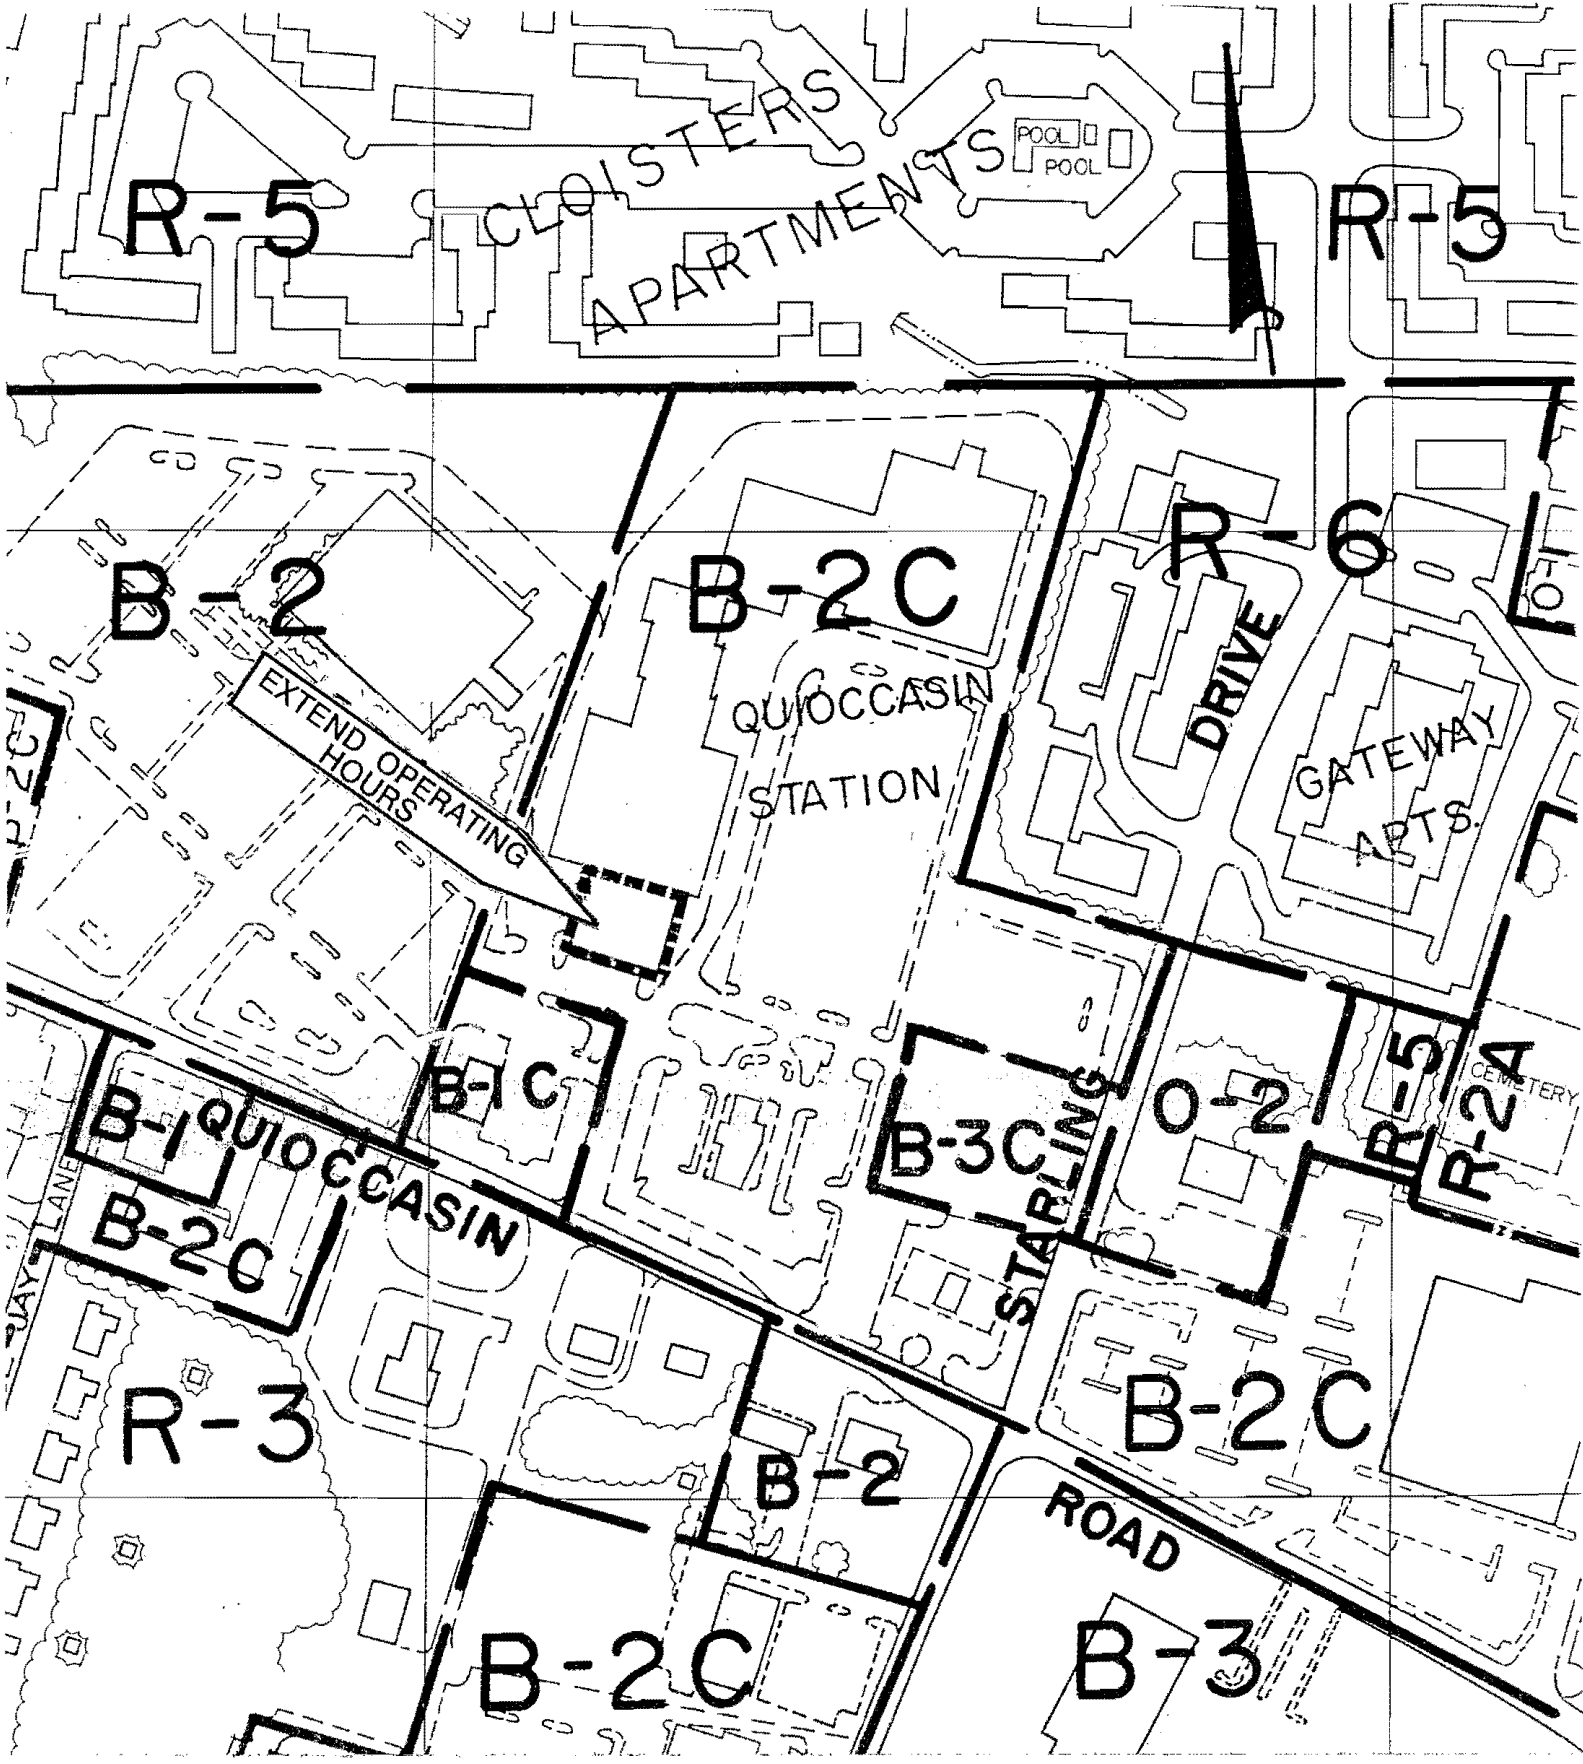 POOL
POOL
CLOISTERS
APARTMENTS
R-5
R-5
R-6
B-2
B-2C
O-1
DRIVE
QUIOCCASIN
STATION
GATEWAY
APTS.
EXTEND OPERATING
HOURS
B-1C
B-1
QUIOCCASIN
B-3C
STARLING
O-2
R-5
R-2A
CEMETERY
B-2C
JAY LANE
R-3
B-2
B-2C
ROAD
B-2C
B-3